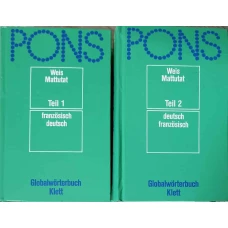 PONS
Weis
Mattutat
Teil 1
französisch
deutsch
Globalwörterbuch
Klett
PONS
Weis
Mattutat
Teil 2
deutsch
französisch
Globalwörterbuch
Klett